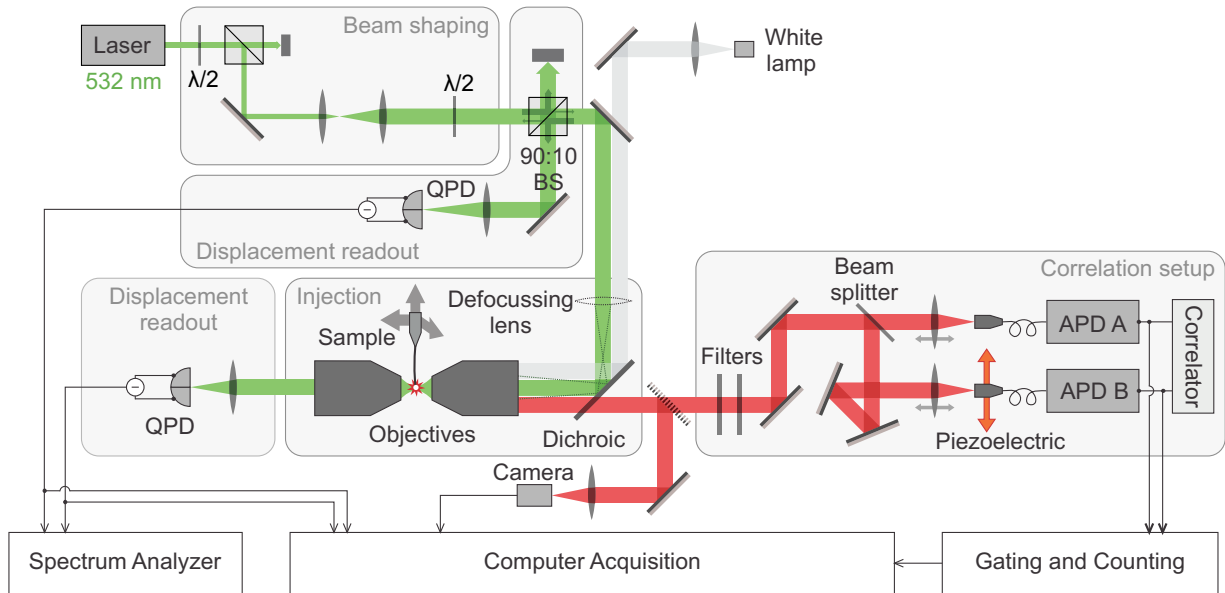 Beam shaping
Laser
532 nm
λ/2
λ/2
White
lamp
90:10
BS
QPD
Displacement readout
Displacement
readout
QPD
Injection
Sample
Defocussing
lens
Objectives
Dichroic
Camera
Correlation setup
Beam
splitter
Filters
APD A
APD B
Correlator
Piezoelectric
Spectrum Analyzer
Computer Acquisition
Gating and Counting